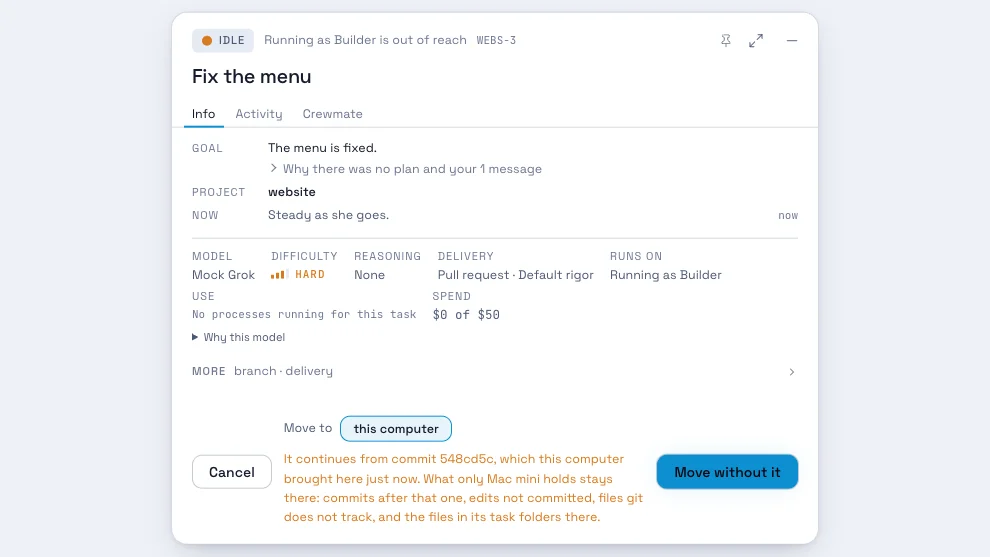 IDLE Running as Builder is out of reach WEBS-3
Fix the menu
Info Activity Crewmate
GOAL The menu is fixed.
Why there was no plan and your 1 message
PROJECT website
NOW Steady as she goes. now
MODEL DIFFICULTY REASONING DELIVERY RUNS ON
Mock Grok HARD None Pull request · Default rigor Running as Builder
USE SPEND
No processes running for this task $0 of $50
Why this model
MORE branch · delivery
Move to this computer
It continues from commit 548cd5c, which this computer
brought here just now. What only Mac mini holds stays
there: commits after that one, edits not committed, files git
does not track, and the files in its task folders there.
Cancel
Move without it